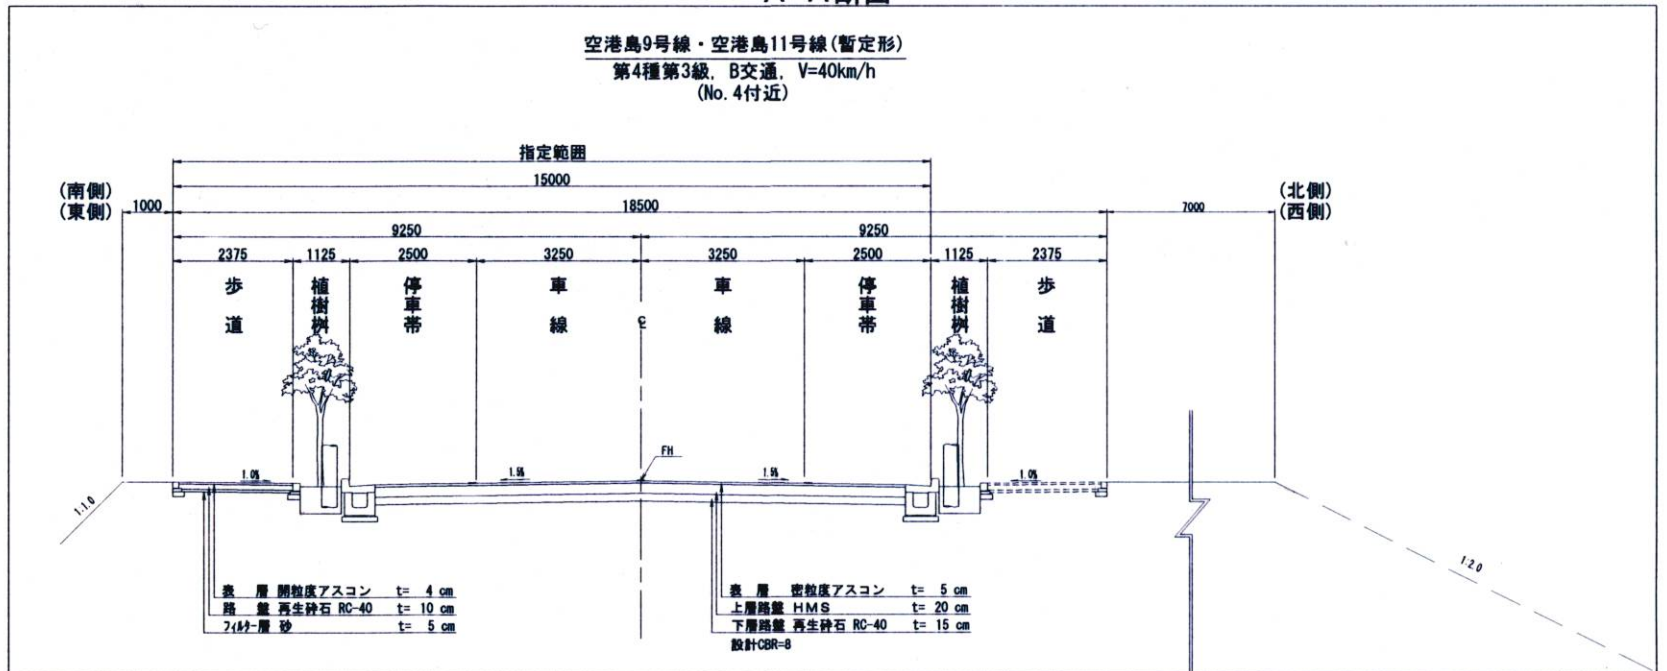 A-A断面
空港島9号線・空港島11号線(暫定形)
第4種第3級, B交通, V=40km/h
(No. 4付近)
指定範囲
15000
(南側)
(東側)
1000
18500
7000
(北側)
(西側)
9250
9250
2375
1125
2500
3250
3250
2500
1125
2375
歩道
植樹桝
停車帯
車線
℄
車線
停車帯
植樹桝
歩道
FH
1.0%
1.5%
1.5%
1.0%
1:1.0
1:2.0
表 層 開粒度アスコン t= 4 cm
路 盤 再生砕石 RC-40 t= 10 cm
フィルター層 砂 t= 5 cm
表 層 密粒度アスコン t= 5 cm
上層路盤 HMS t= 20 cm
下層路盤 再生砕石 RC-40 t= 15 cm
設計CBR=8